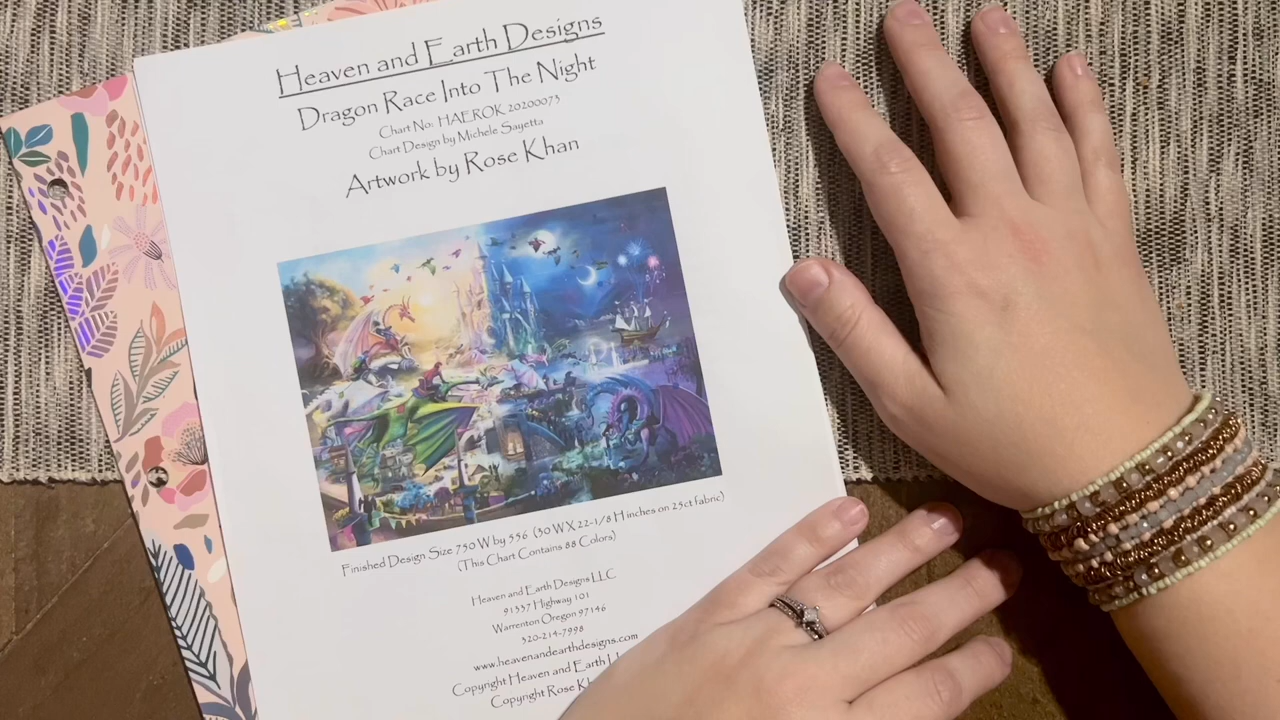 Heaven and Earth Designs
Dragon Race Into The Night
Chart No: HAEROK 20200073
Chart Design by Michele Sayetta
Artwork by Rose Khan
Finished Design Size 750 W by 556 (30 W X 22-1/8 H inches on 25ct fabric)
(This Chart Contains 88 Colors)
Heaven and Earth Designs LLC
91337 Highway 101
Warrenton Oregon 97146
320-214-7998
www.heavenandearthdesigns.com
Copyright Heaven and Earth
Copyright Rose